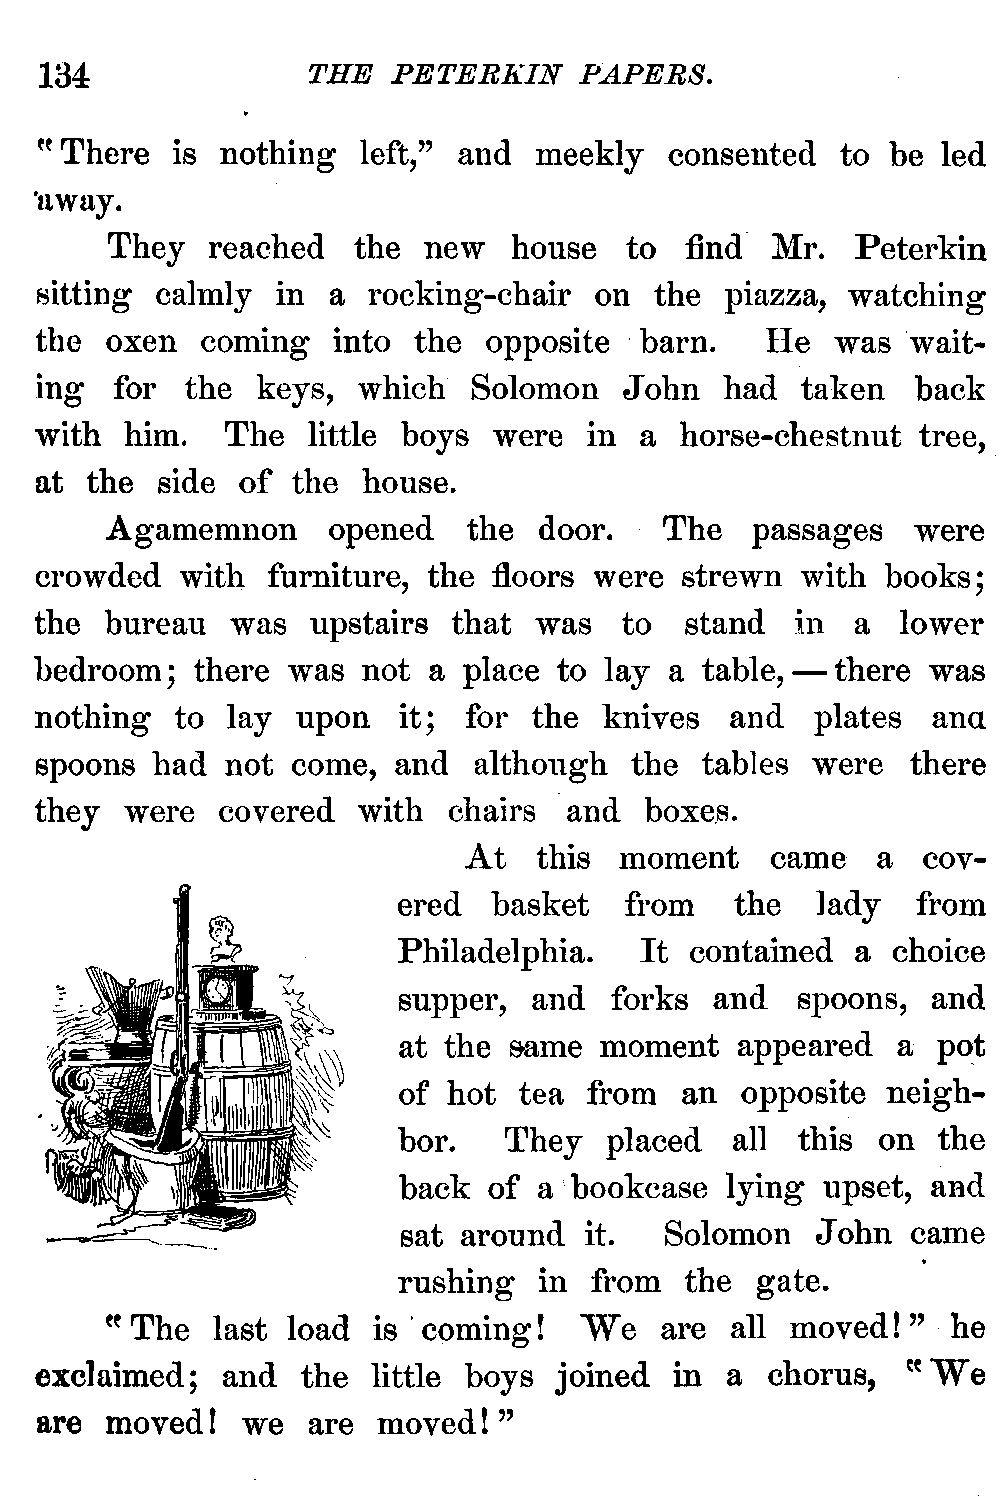 134 THE PETERKIN PAPERS.
“There is nothing left,” and meekly consented to be led
away.
They reached the new house to find Mr. Peterkin
sitting calmly in a rocking-chair on the piazza, watching
the oxen coming into the opposite barn. He was wait-
ing for the keys, which Solomon John had taken back
with him. The little boys were in a horse-chestnut tree,
at the side of the house.
Agamemnon opened the door. The passages were
crowded with furniture, the floors were strewn with books;
the bureau was upstairs that was to stand in a lower
bedroom; there was not a place to lay a table,—there was
nothing to lay upon it; for the knives and plates and
spoons had not come, and although the tables were there
they were covered with chairs and boxes.
At this moment came a cov-
ered basket from the lady from
Philadelphia. It contained a choice
supper, and forks and spoons, and
at the same moment appeared a pot
of hot tea from an opposite neigh-
bor. They placed all this on the
back of a bookcase lying upset, and
sat around it. Solomon John came
rushing in from the gate.
“The last load is coming! We are all moved!” he
exclaimed; and the little boys joined in a chorus, “We
are moved! we are moved!”